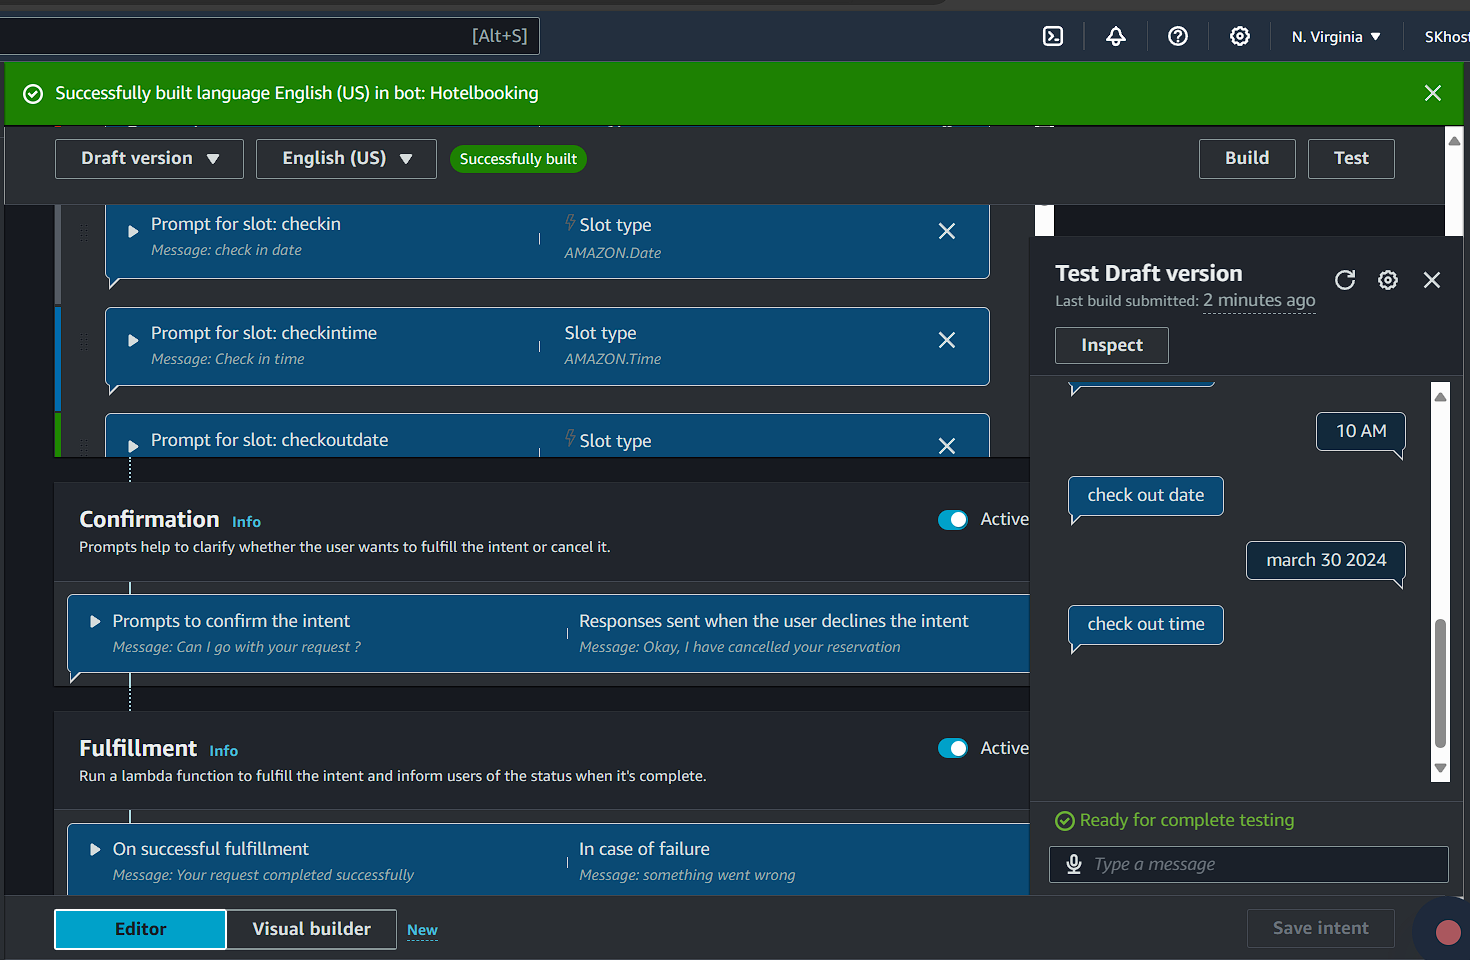 [Alt+S]
N. Virginia
SKhost
Successfully built language English (US) in bot: Hotelbooking
Draft version
English (US)
Successfully built
Build
Test
Prompt for slot: checkin
Message: check in date
Slot type
AMAZON.Date
Prompt for slot: checkintime
Message: Check in time
Slot type
AMAZON.Time
Prompt for slot: checkoutdate
Slot type
Confirmation Info
Active
Prompts help to clarify whether the user wants to fulfill the intent or cancel it.
Prompts to confirm the intent
Message: Can I go with your request ?
Responses sent when the user declines the intent
Message: Okay, I have cancelled your reservation
Fulfillment Info
Active
Run a lambda function to fulfill the intent and inform users of the status when it's complete.
On successful fulfillment
Message: Your request completed successfully
In case of failure
Message: something went wrong
Test Draft version
Last build submitted: 2 minutes ago
Inspect
10 AM
check out date
march 30 2024
check out time
Ready for complete testing
Type a message
Editor
Visual builder
New
Save intent